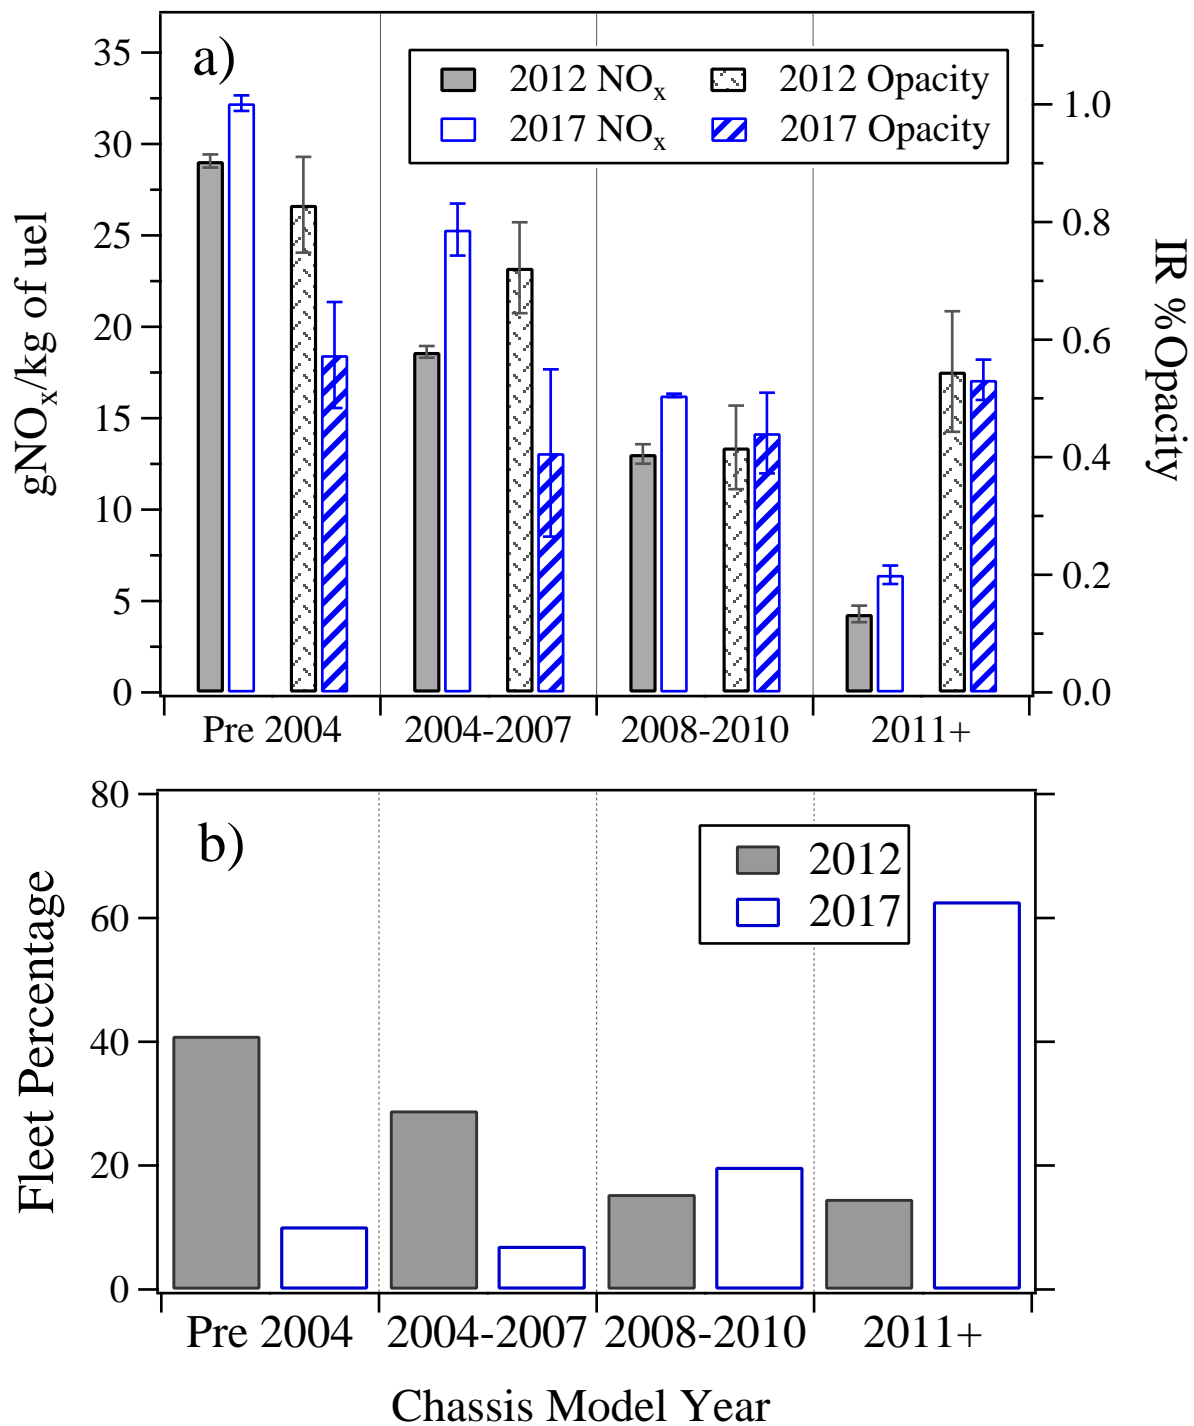 a)
2012 NOx 2012 Opacity
2017 NOx 2017 Opacity
35
30
25
20
15
10
5
0
gNOx/kg of uel
1.0
0.8
0.6
0.4
0.2
0.0
IR %Opacity
Pre 2004 2004-2007 2008-2010 2011+
b)
2012
2017
80
60
40
20
0
Fleet Percentage
Pre 2004 2004-2007 2008-2010 2011+
Chassis Model Year